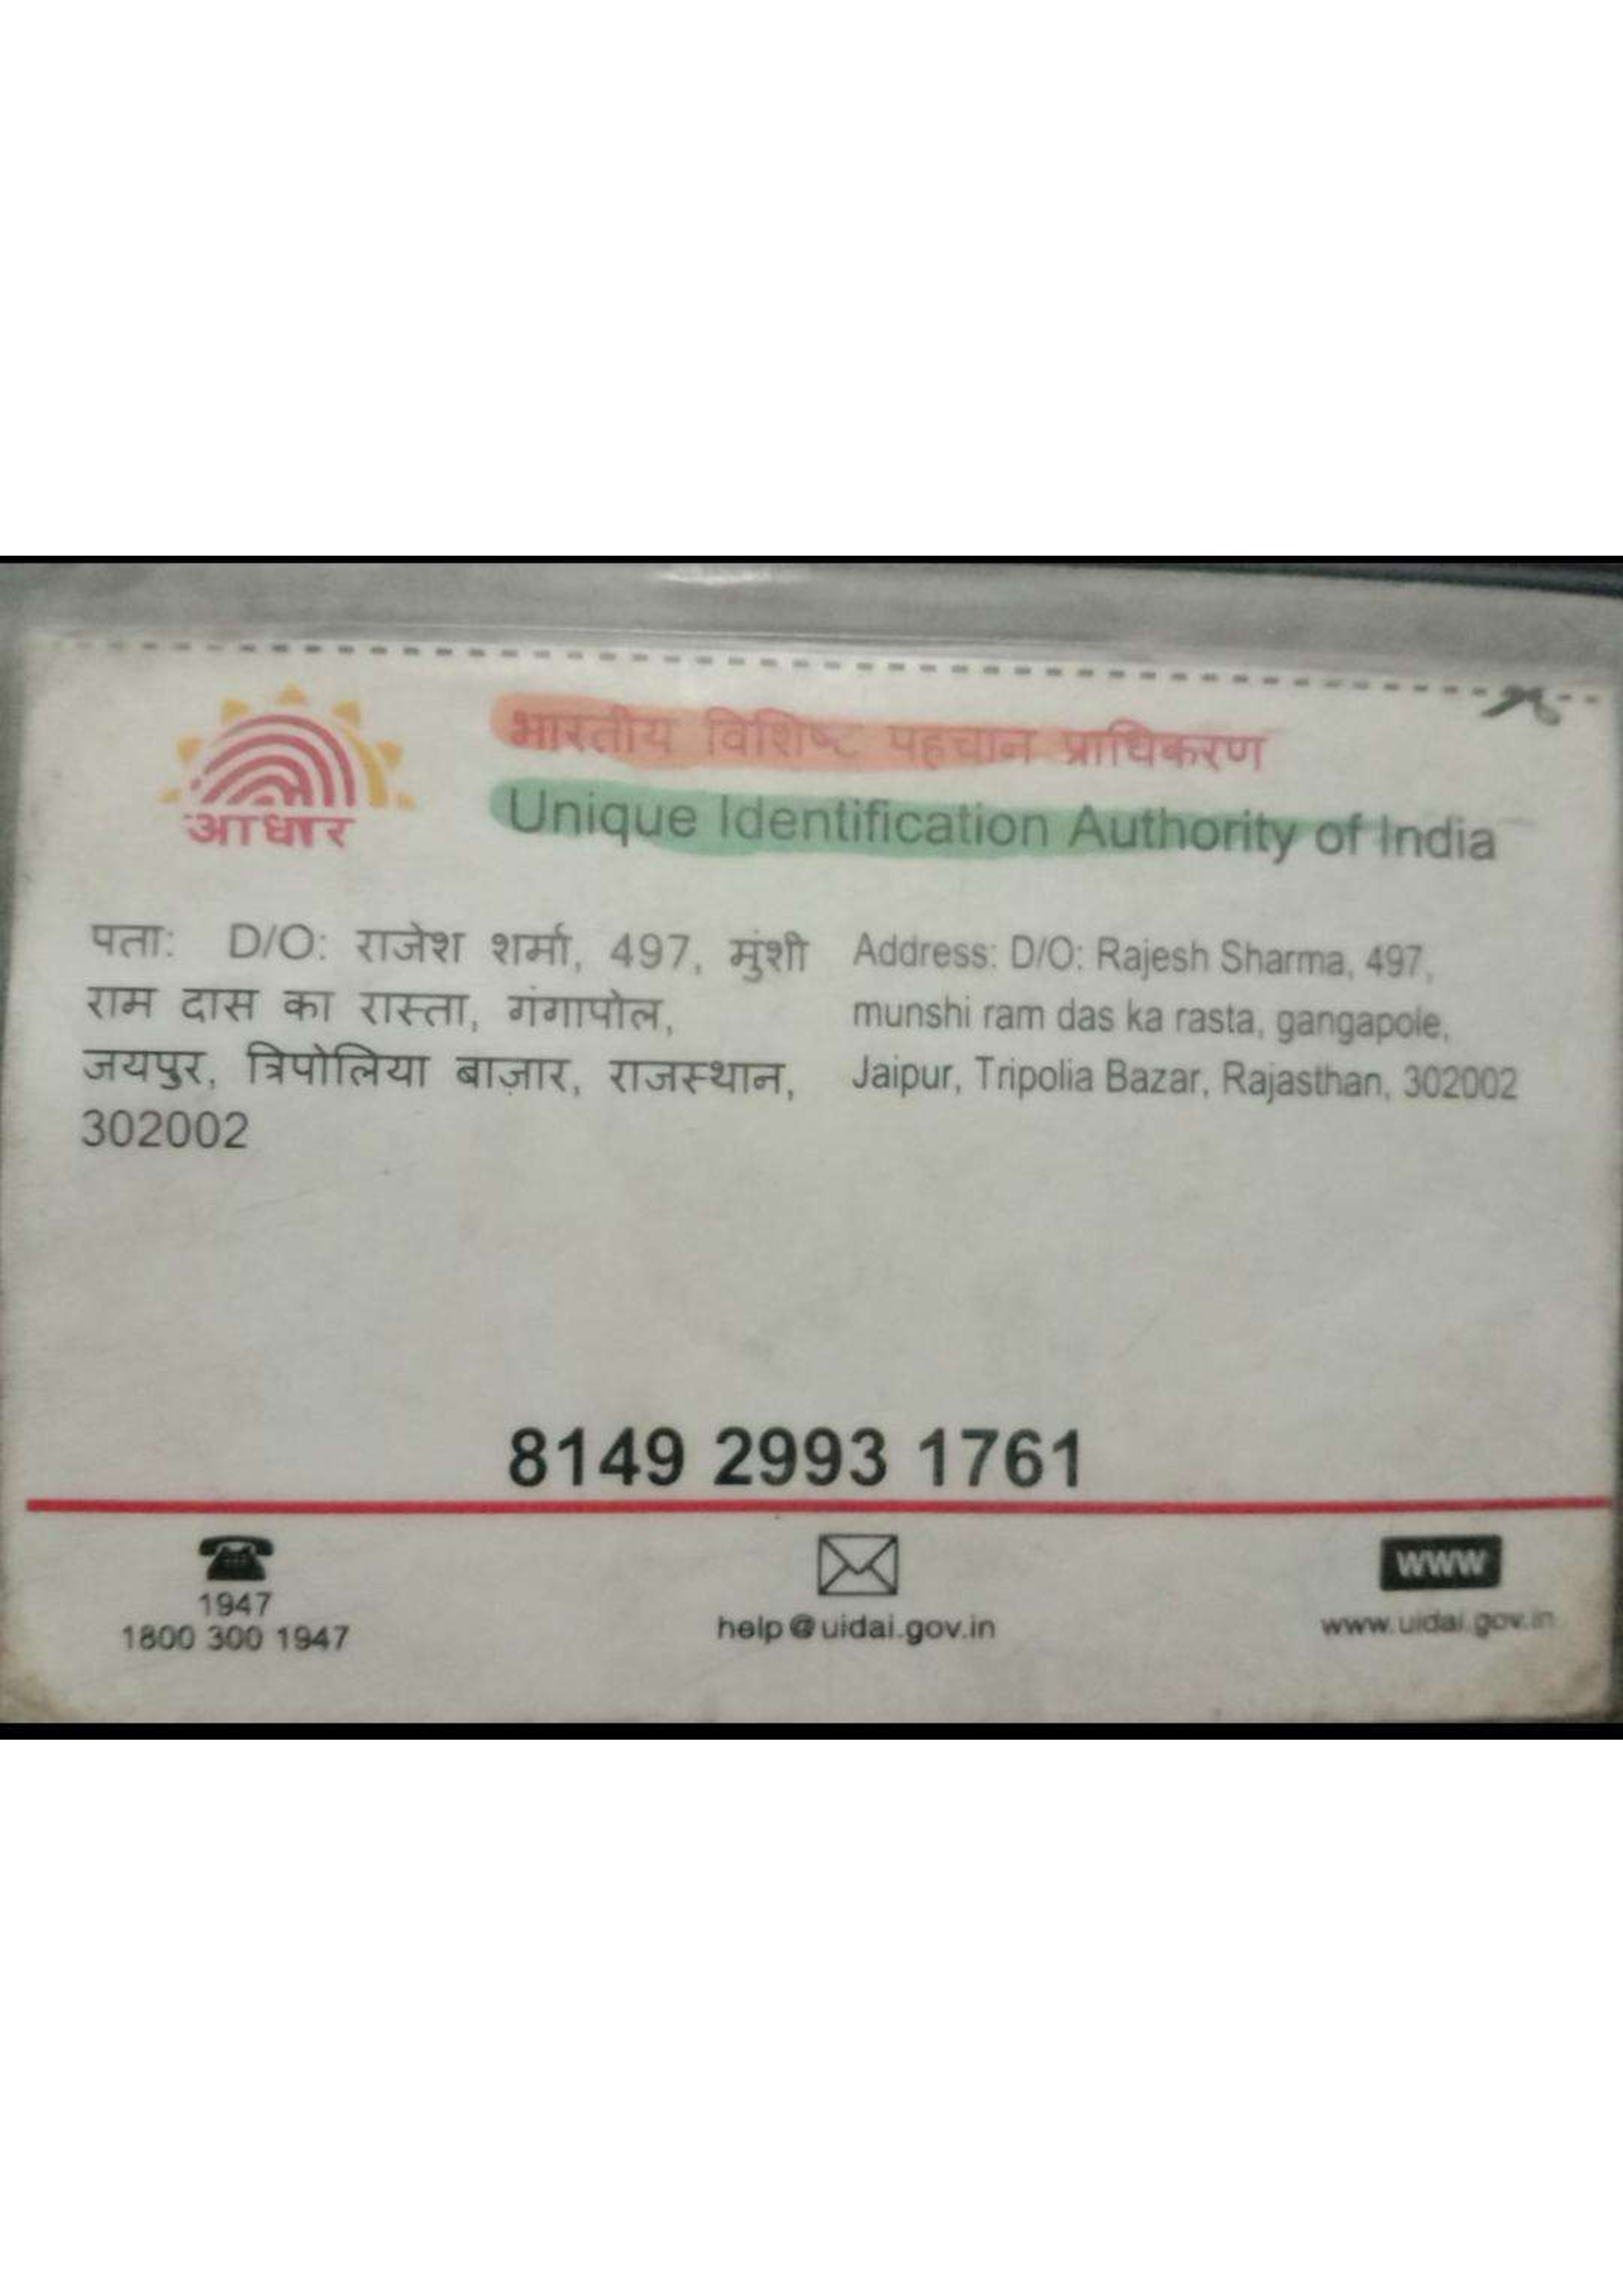 भारतीय विशिष्ट पहचान प्राधिकरण
Unique Identification Authority of India
आधार
पता: D/O: राजेश शर्मा, 497, मुंशी
राम दास का रास्ता, गंगापोल,
जयपुर, त्रिपोलिया बाज़ार, राजस्थान,
302002
Address: D/O: Rajesh Sharma, 497,
munshi ram das ka rasta, gangapole,
Jaipur, Tripolia Bazar, Rajasthan, 302002
8149 2993 1761
1947
1800 300 1947
help@uidai.gov.in
www
www.uidai.gov.in